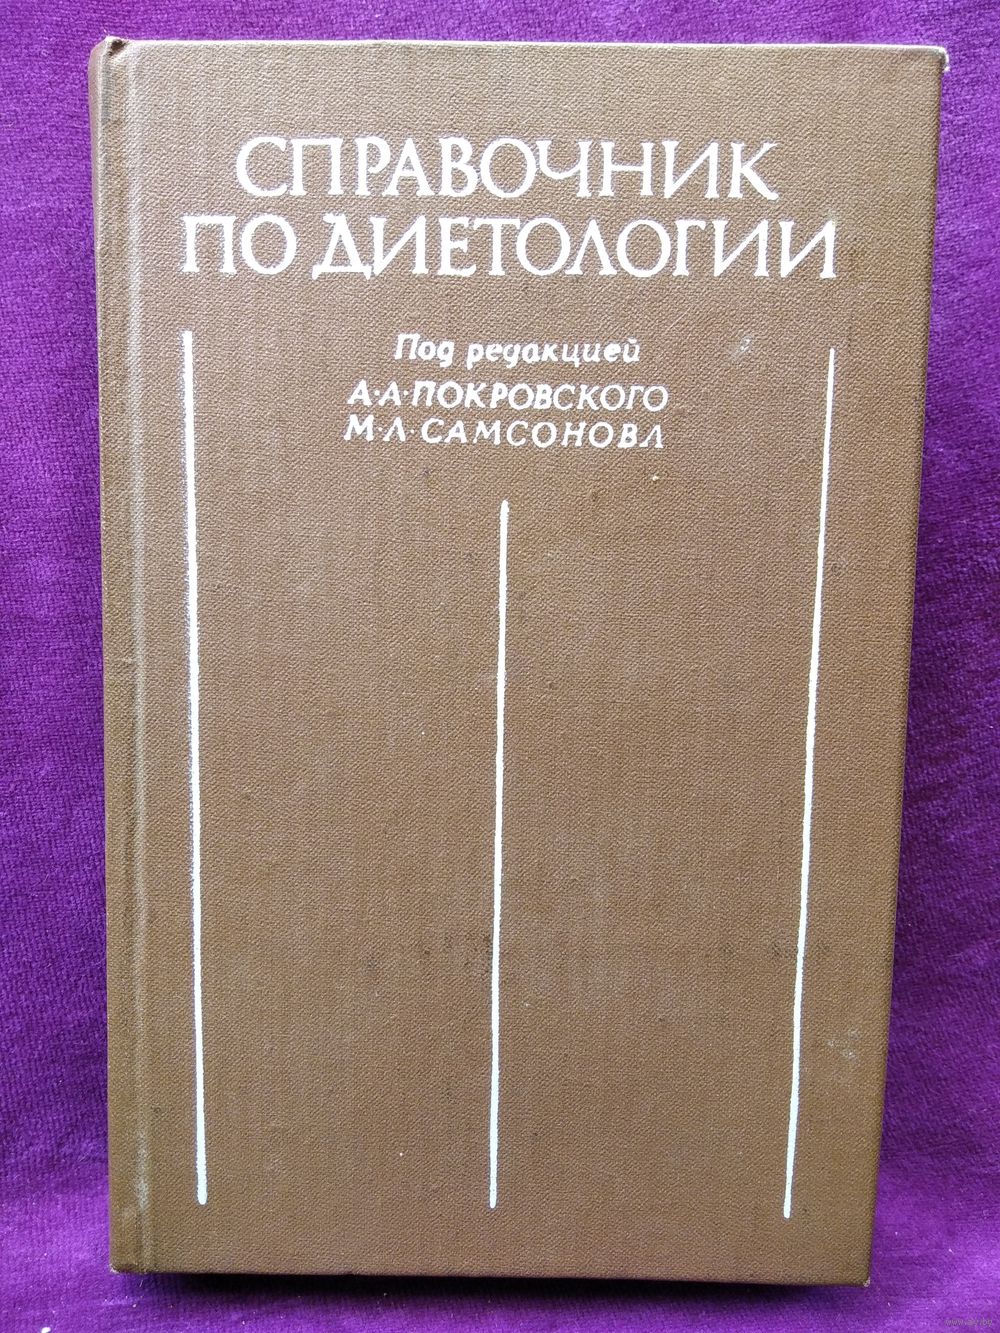 СПРАВОЧНИК
ПО ДИЕТОЛОГИИ
Под редакцией
А·А·ПОКРОВСКОГО
М·А·САМСОНОВА